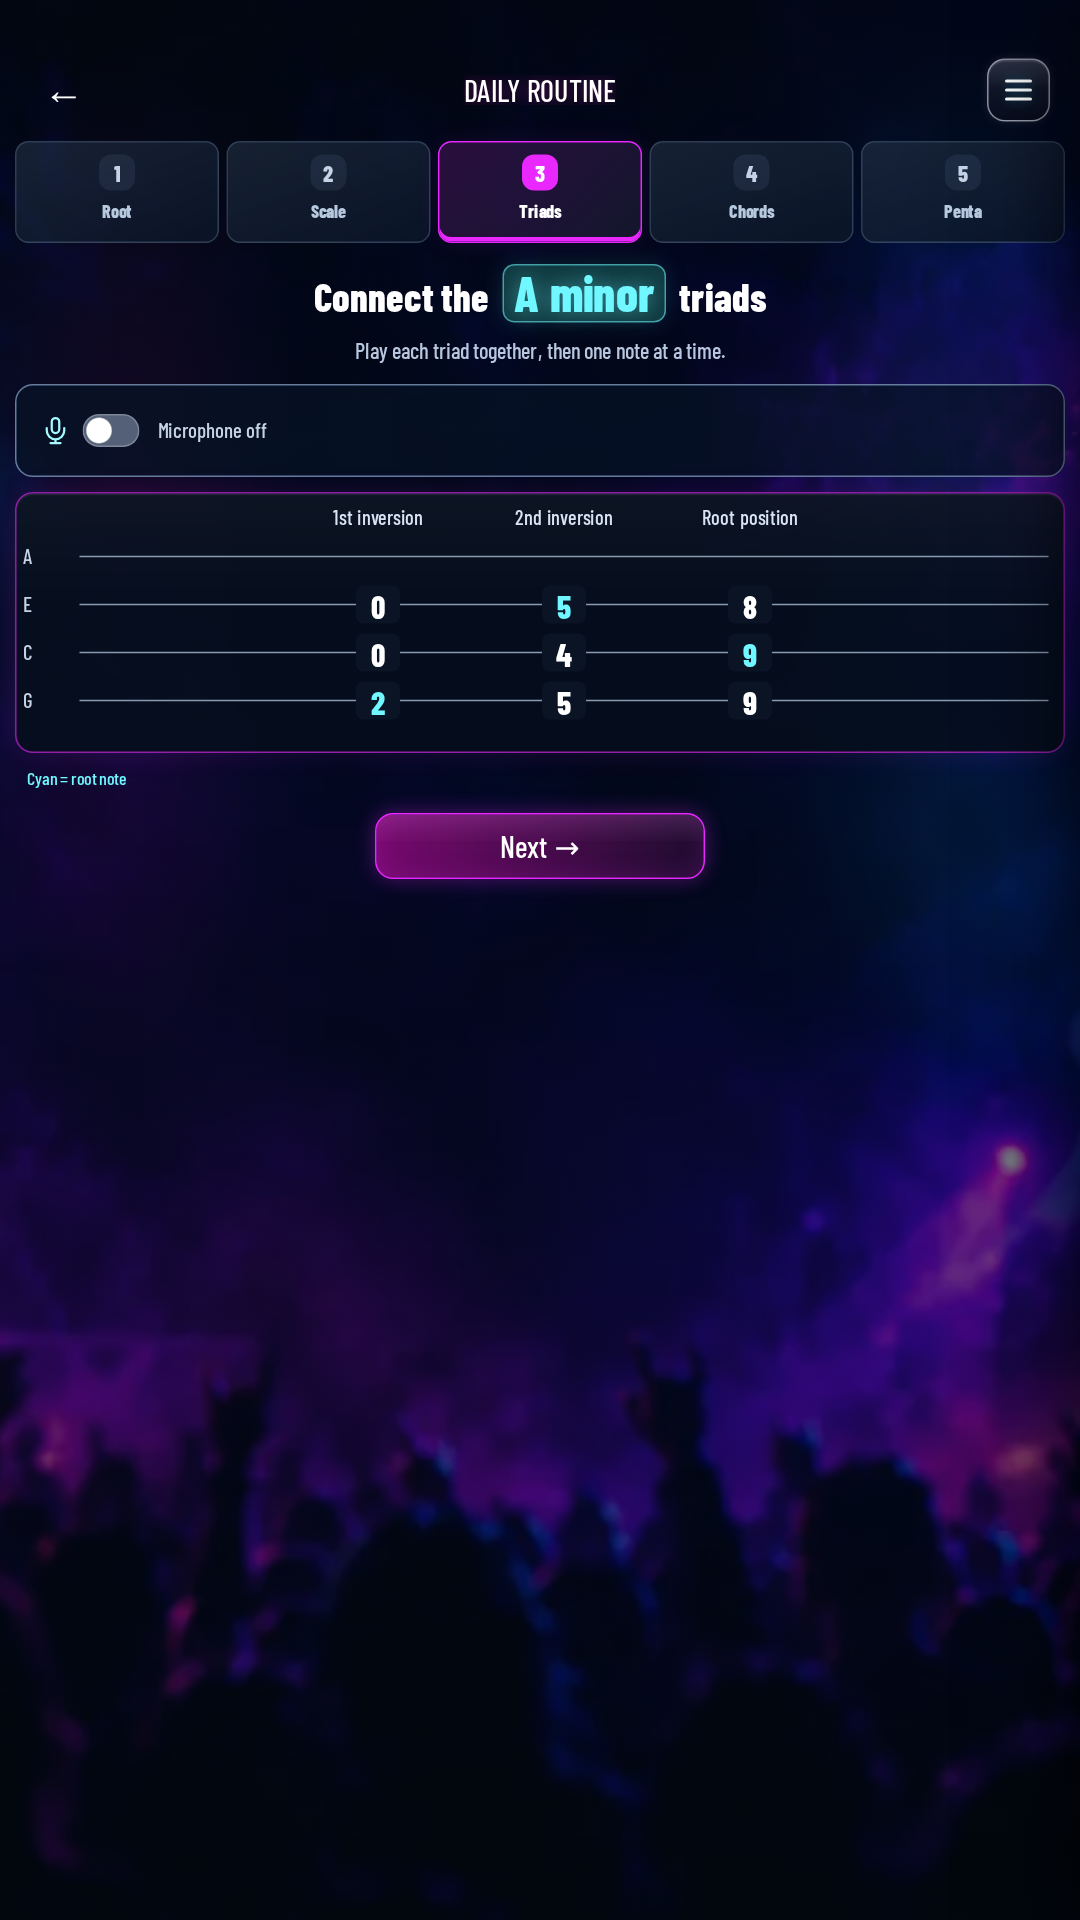 ←
DAILY ROUTINE
1
Root
2
Scale
3
Triads
4
Chords
5
Penta
Connect the A minor triads
Play each triad together, then one note at a time.
Microphone off
1st inversion 2nd inversion Root position
A
E 0 5 8
C 0 4 9
G 2 5 9
Cyan = root note
Next →